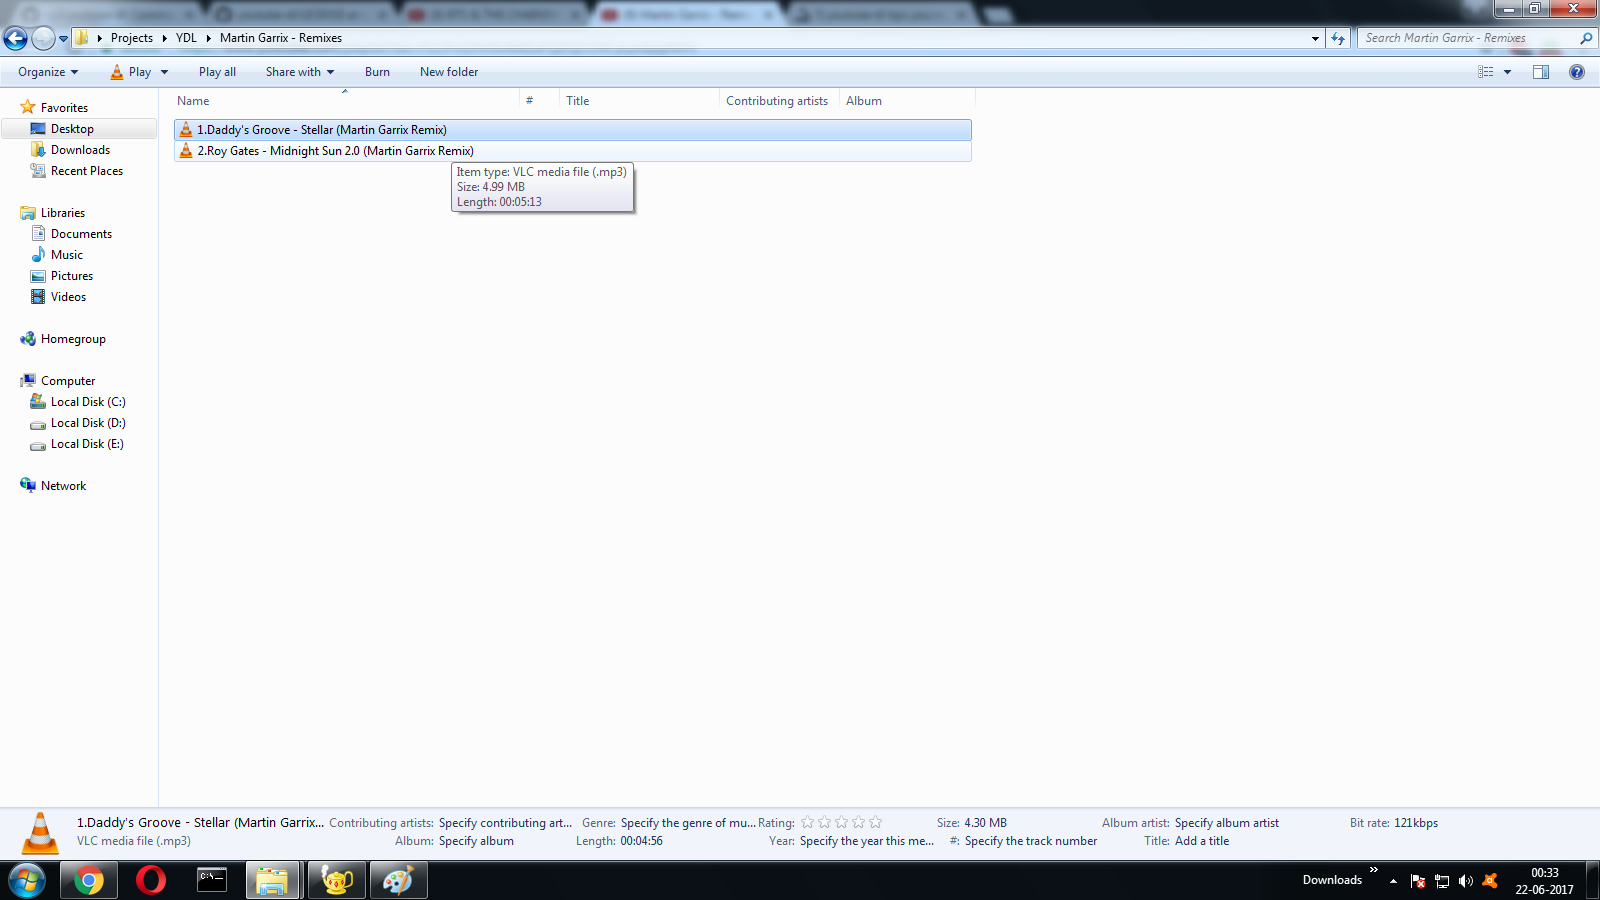 Projects YDL Martin Garrix - Remixes
Search Martin Garrix - Remixes
Organize Play Play all Share with Burn New folder
Name # Title Contributing artists Album
Favorites
Desktop
Downloads
Recent Places
Libraries
Documents
Music
Pictures
Videos
Homegroup
Computer
Local Disk (C:)
Local Disk (D:)
Local Disk (E:)
Network
1.Daddy's Groove - Stellar (Martin Garrix Remix)
2.Roy Gates - Midnight Sun 2.0 (Martin Garrix Remix)
Item type: VLC media file (.mp3)
Size: 4.99 MB
Length: 00:05:13
1.Daddy's Groove - Stellar (Martin Garrix... Contributing artists: Specify contributing art... Genre: Specify the genre of mu... Rating: Size: 4.30 MB Album artist: Specify album artist Bit rate: 121kbps
VLC media file (.mp3) Album: Specify album Length: 00:04:56 Year: Specify the year this me... #: Specify the track number Title: Add a title
C:\_
Downloads »
00:33
22-06-2017